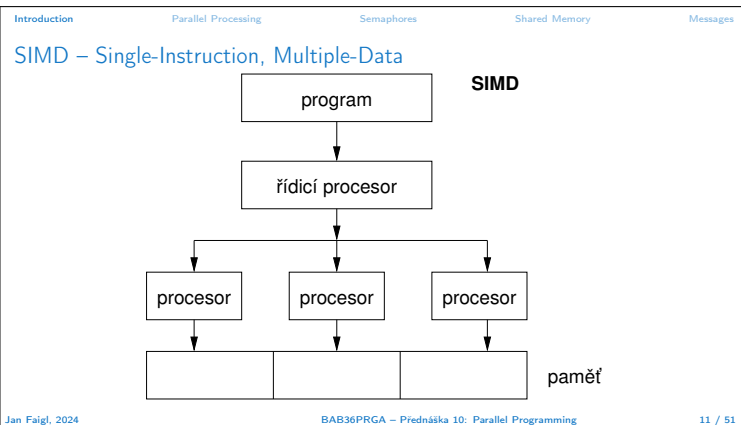 Introduction Parallel Processing Semaphores Shared Memory Messages
SIMD – Single-Instruction, Multiple-Data
SIMD
program
řídicí procesor
procesor procesor procesor
paměť
Jan Faigl, 2024 BAB36PRGA – Přednáška 10: Parallel Programming 11 / 51